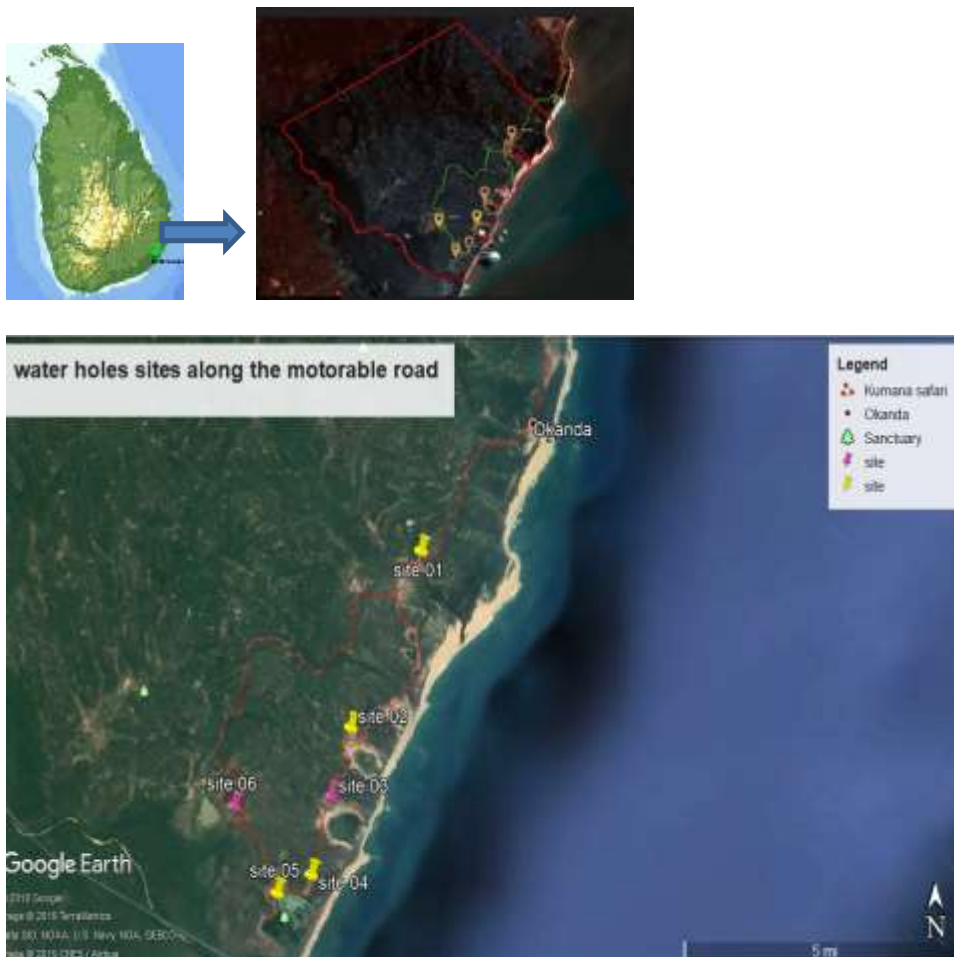 water holes sites along the motorable road
Legend
Kumana safari
Okanda
Sanctuary
site
site
Okanda
site 01
site 02
site 03
site 06
site 05
site 04
Google Earth
N
5 mi